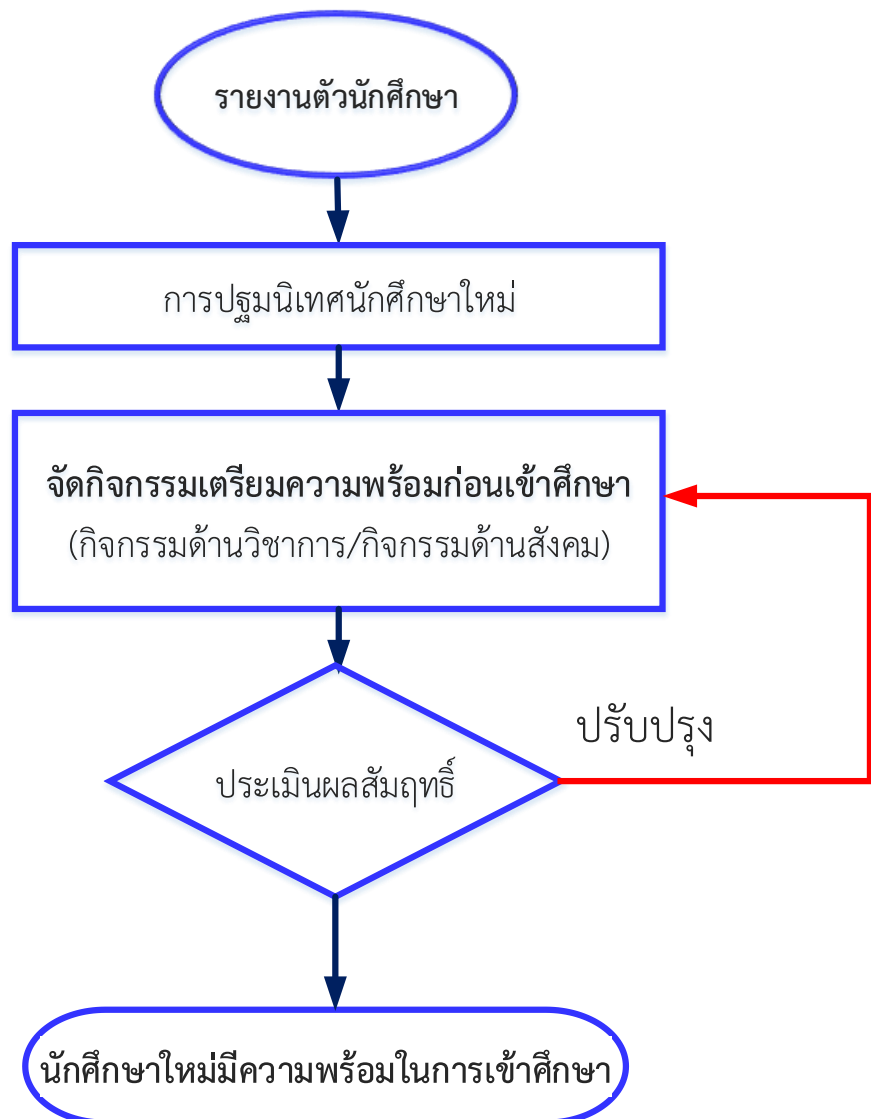 รายงานตัวนักศึกษา
การปฐมนิเทศนักศึกษาใหม่
จัดกิจกรรมเตรียมความพร้อมก่อนเข้าศึกษา
(กิจกรรมด้านวิชาการ/กิจกรรมด้านสังคม)
ปรับปรุง
ประเมินผลสัมฤทธิ์
นักศึกษาใหม่มีความพร้อมในการเข้าศึกษา